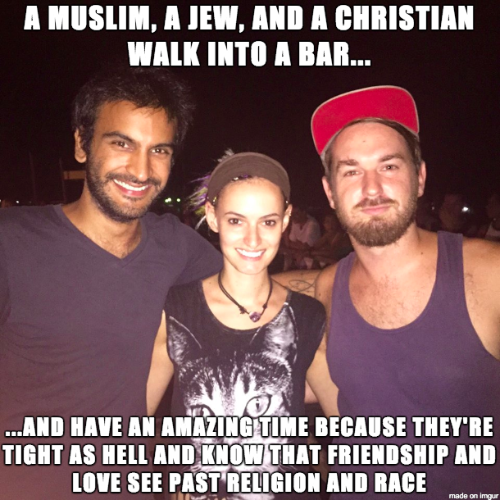 A MUSLIM, A JEW, AND A CHRISTIAN
WALK INTO A BAR...
...AND HAVE AN AMAZING TIME BECAUSE THEY'RE
TIGHT AS HELL AND KNOW THAT FRIENDSHIP AND
LOVE SEE PAST RELIGION AND RACE
made on imgur